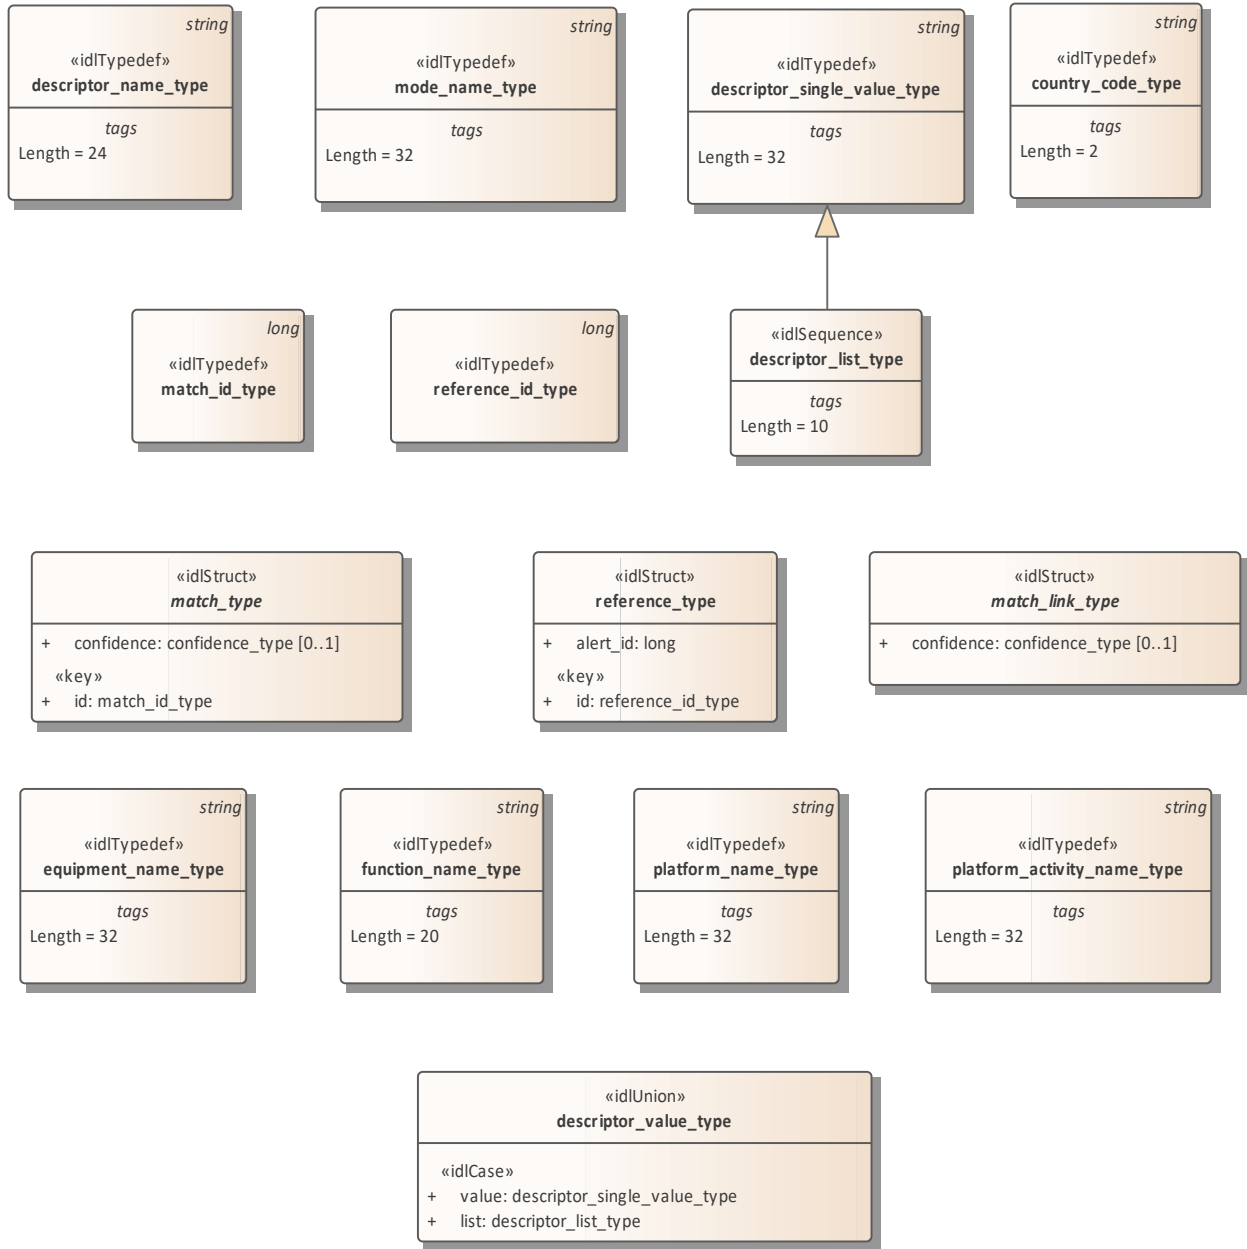 string
«idlTypedef»
descriptor_name_type
tags
Length = 24
string
«idlTypedef»
mode_name_type
tags
Length = 32
string
«idlTypedef»
descriptor_single_value_type
tags
Length = 32
string
«idlTypedef»
country_code_type
tags
Length = 2
long
«idlTypedef»
match_id_type
long
«idlTypedef»
reference_id_type
«idlSequence»
descriptor_list_type
tags
Length = 10
«idlStruct»
match_type
+ confidence: confidence_type [0..1]
«key»
+ id: match_id_type
«idlStruct»
reference_type
+ alert_id: long
«key»
+ id: reference_id_type
«idlStruct»
match_link_type
+ confidence: confidence_type [0..1]
string
«idlTypedef»
equipment_name_type
tags
Length = 32
string
«idlTypedef»
function_name_type
tags
Length = 20
string
«idlTypedef»
platform_name_type
tags
Length = 32
string
«idlTypedef»
platform_activity_name_type
tags
Length = 32
«idlUnion»
descriptor_value_type
«idlCase»
+ value: descriptor_single_value_type
+ list: descriptor_list_type